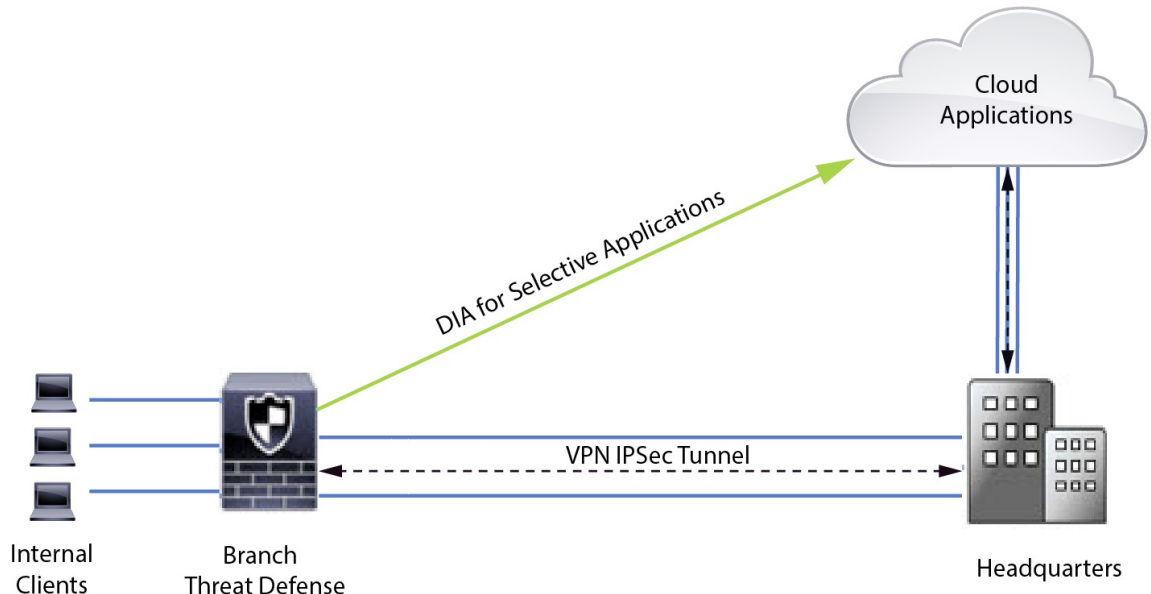 Cloud
Applications
DIA for Selective Applications
VPN IPSec Tunnel
Internal
Clients
Branch
Threat Defense
Headquarters